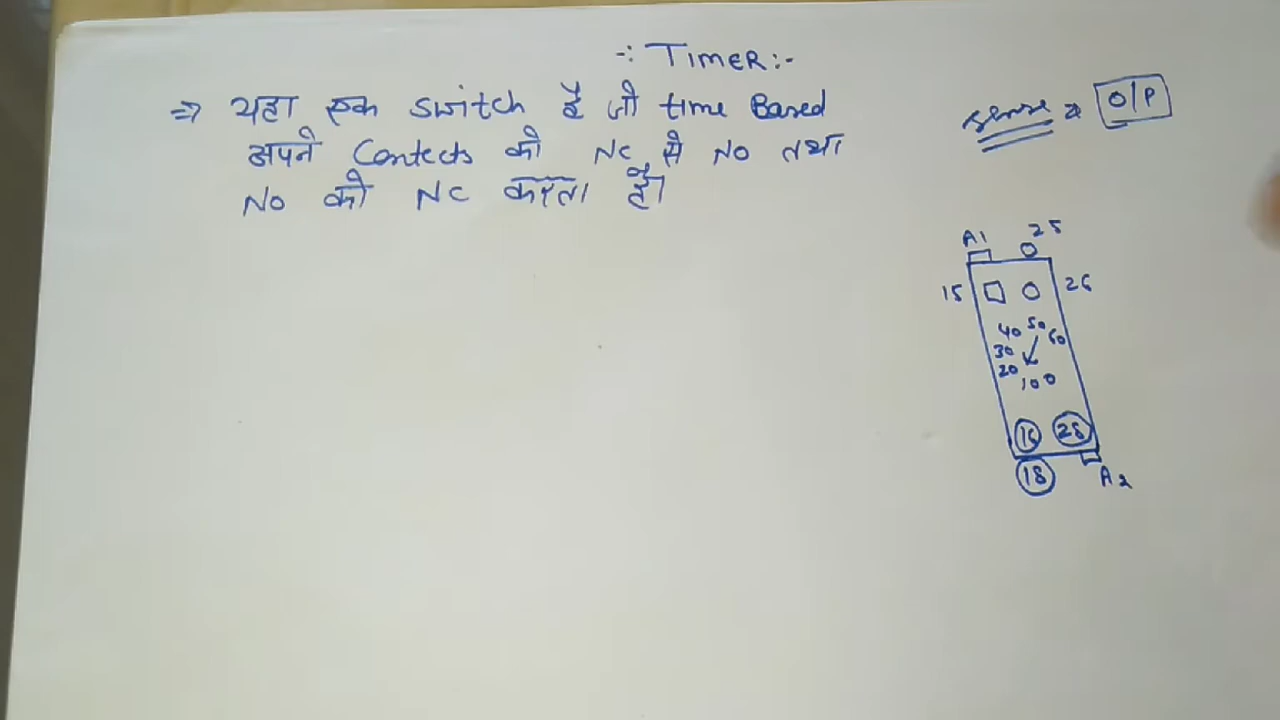 -: TIMER:-
⇒ यहा एक switch है जो time Based
अपने Contects को NC से NO तथा
NO को NC करता है।
sense ⇒ O/P
A1 25
15 26
40 50 60
30
20 100
16 28
18 A2